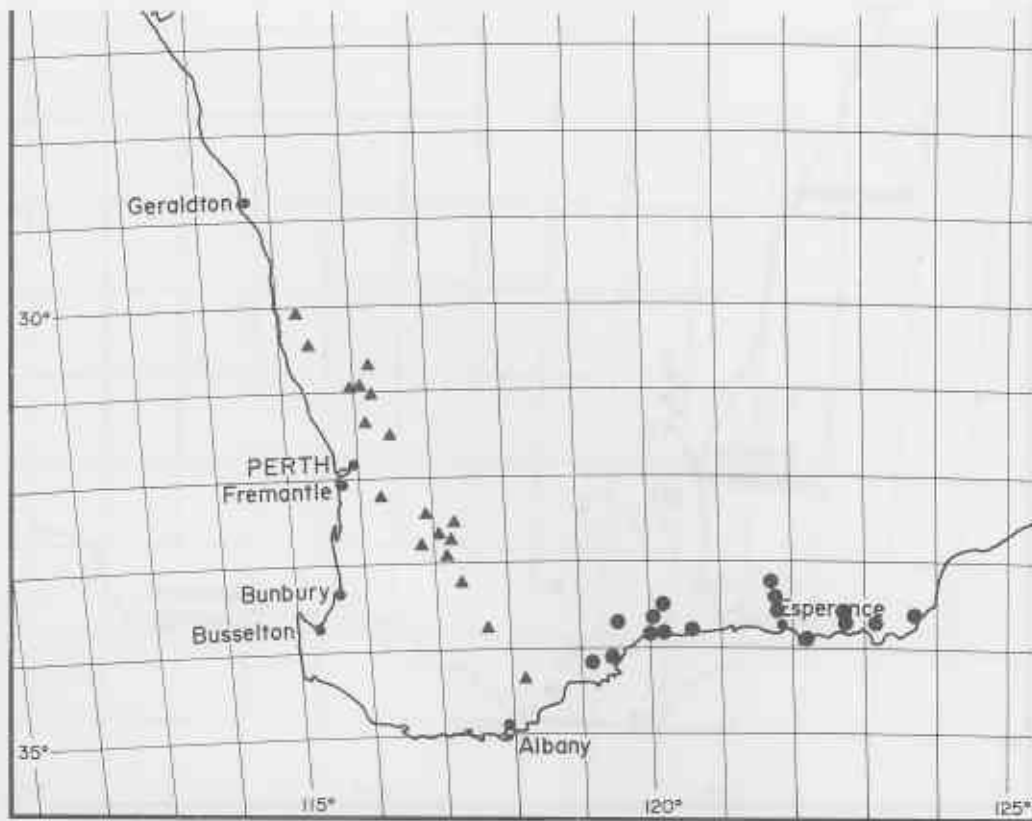 Geraldton
30°
PERTH
Fremantle
Bunbury
Esperance
Busselton
Albany
35°
115°
120°
125°